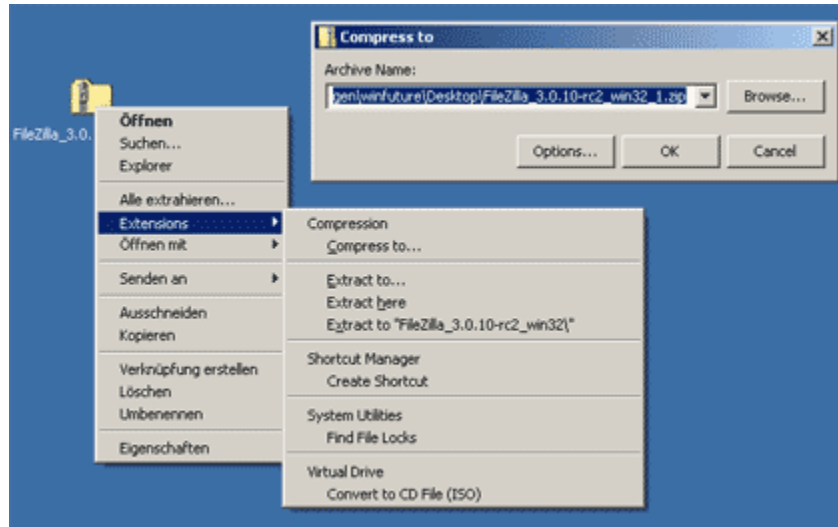 Compress to
Archive Name:
gen\winfuture\Desktop\FileZilla_3.0.10-rc2_win32_1.zip
Browse...
Options...
OK
Cancel
FileZilla_3.0.
Öffnen
Suchen...
Explorer
Alle extrahieren...
Extensions
Öffnen mit
Senden an
Ausschneiden
Kopieren
Verknüpfung erstellen
Löschen
Umbenennen
Eigenschaften
Compression
Compress to...
Extract to...
Extract here
Extract to "FileZilla_3.0.10-rc2_win32\"
Shortcut Manager
Create Shortcut
System Utilities
Find File Locks
Virtual Drive
Convert to CD File (ISO)